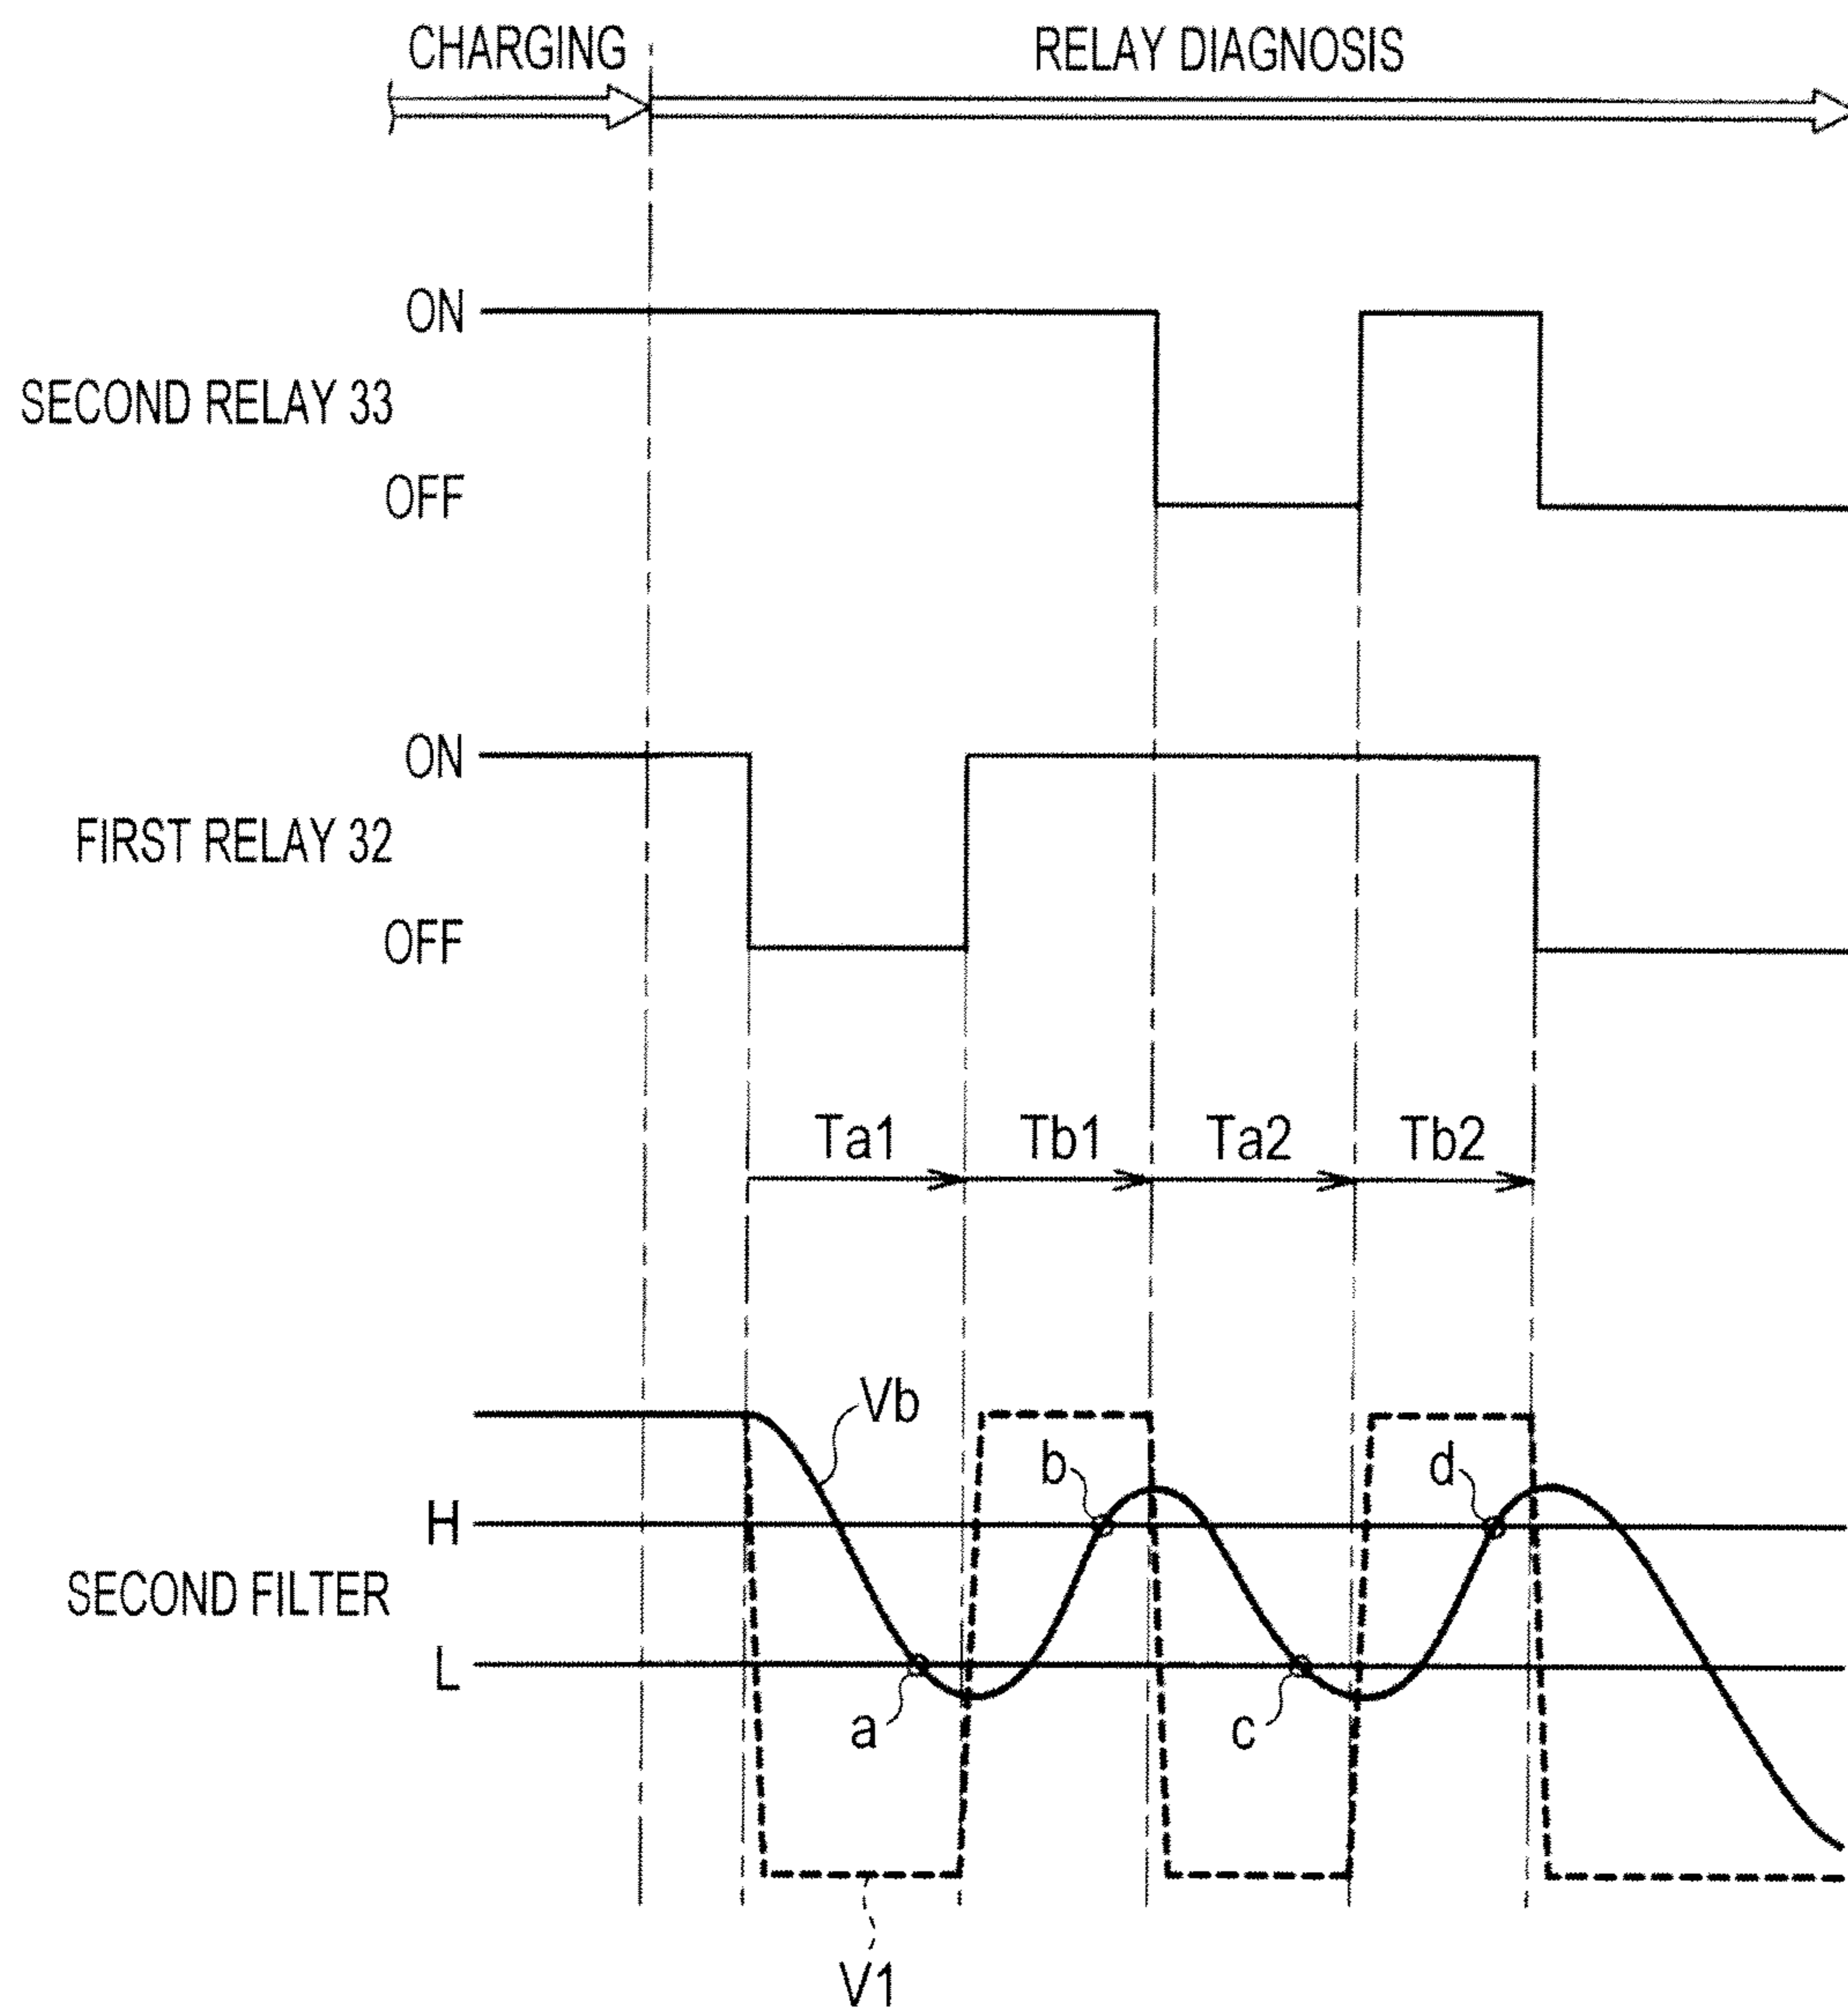 CHARGING RELAY DIAGNOSIS
ON
SECOND RELAY 33
OFF
ON
FIRST RELAY 32
OFF
Ta1 Tb1 Ta2 Tb2
Vb
b d
H
SECOND FILTER
L
a c
V1